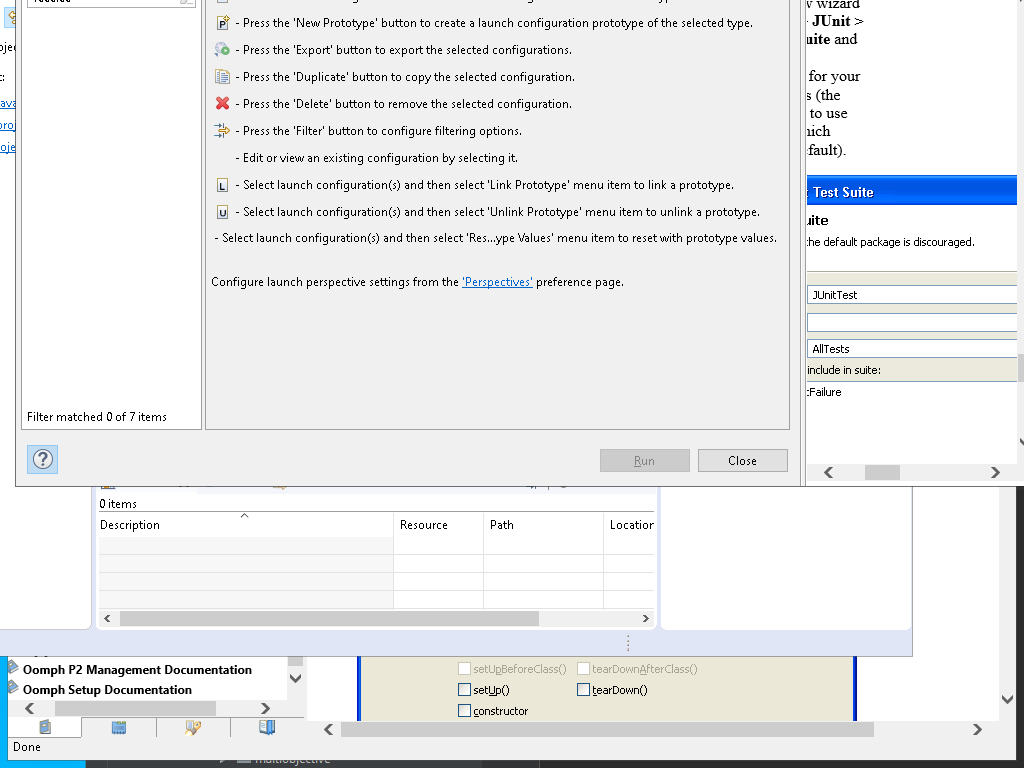 - Press the 'New Prototype' button to create a launch configuration prototype of the selected type.
- Press the 'Export' button to export the selected configurations.
- Press the 'Duplicate' button to copy the selected configuration.
- Press the 'Delete' button to remove the selected configuration.
- Press the 'Filter' button to configure filtering options.
- Edit or view an existing configuration by selecting it.
L - Select launch configuration(s) and then select 'Link Prototype' menu item to link a prototype.
U - Select launch configuration(s) and then select 'Unlink Prototype' menu item to unlink a prototype.
- Select launch configuration(s) and then select 'Res...ype Values' menu item to reset with prototype values.
Configure launch perspective settings from the 'Perspectives' preference page.
Filter matched 0 of 7 items
Run
Close
wizard
JUnit >
and
for your
(the
to use
Test Suite
the default package is discouraged.
JUnitTest
AllTests
include in suite:
0 items
Description
Resource
Path
Location
Oomph P2 Management Documentation
Oomph Setup Documentation
setUpBeforeClass()
tearDownAfterClass()
setUp()
tearDown()
constructor
Done
multiobjective